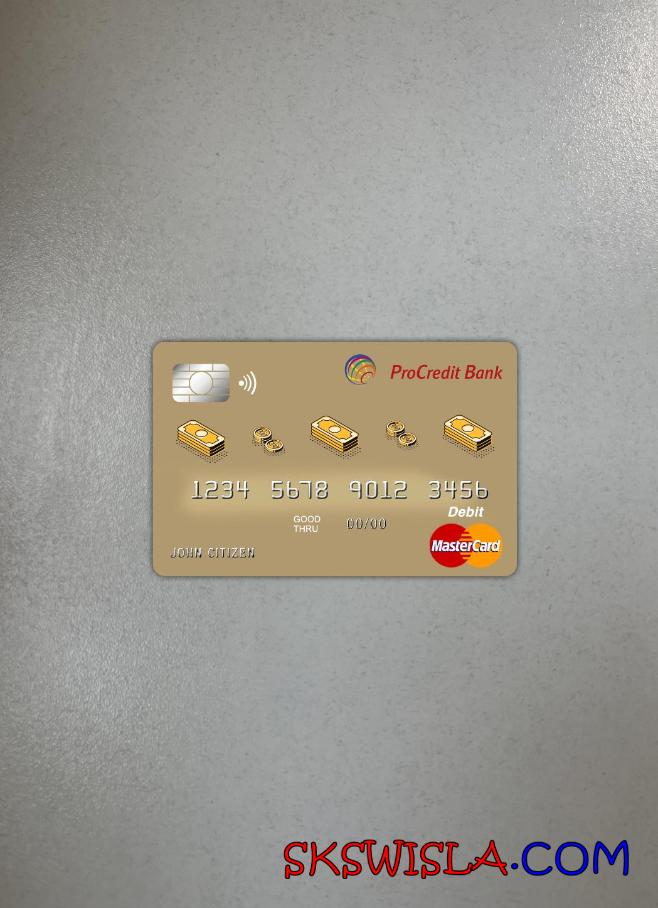 ProCredit Bank
1234 5678 9012 3456
Debit
GOOD
THRU
00/00
MasterCard
JOHN CITIZEN
SKSWISLA.COM